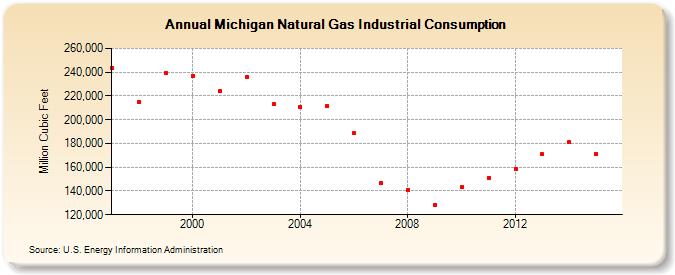 Annual Michigan Natural Gas Industrial Consumption
Million Cubic Feet
260,000
240,000
220,000
200,000
180,000
160,000
140,000
120,000
2000 2004 2008 2012
Source: U.S. Energy Information Administration